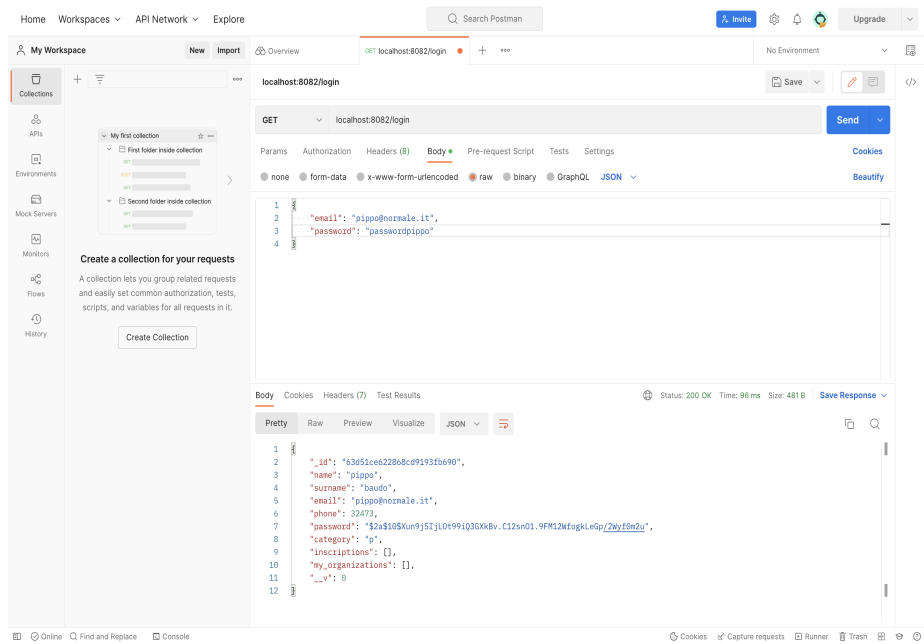 Home Workspaces API Network Explore Search Postman Invite Upgrade
My Workspace New Import Overview GET localhost:8082/login No Environment
Collections
APIs
Environments
Mock Servers
Monitors
Flows
History
My first collection
First folder inside collection
GET
POST
GET
Second folder inside collection
GET
GET
Create a collection for your requests
A collection lets you group related requests
and easily set common authorization, tests,
scripts, and variables for all requests in it.
Create Collection
localhost:8082/login Save
GET localhost:8082/login Send
Params Authorization Headers (8) Body Pre-request Script Tests Settings Cookies
none form-data x-www-form-urlencoded raw binary GraphQL JSON Beautify
1 {
2 "email": "pippo@normale.it",
3 "password": "passwordpippo"
4 }
Body Cookies Headers (7) Test Results Status: 200 OK Time: 96 ms Size: 481 B Save Response
Pretty Raw Preview Visualize JSON
1 {
2 "_id": "63d51ce622868cd9193fb690",
3 "name": "pippo",
4 "surname": "baudo",
5 "email": "pippo@normale.it",
6 "phone": 32473,
7 "password": "$2a$10$Xun9j5IjLOt99iQ3GXkBv.C12snO1.9FM12WfogkLeGp/2Wyf0m2u",
8 "category": "p",
9 "inscriptions": [],
10 "my_organizations": [],
11 "__v": 0
12 }
Online Find and Replace Console Cookies Capture requests Runner Trash